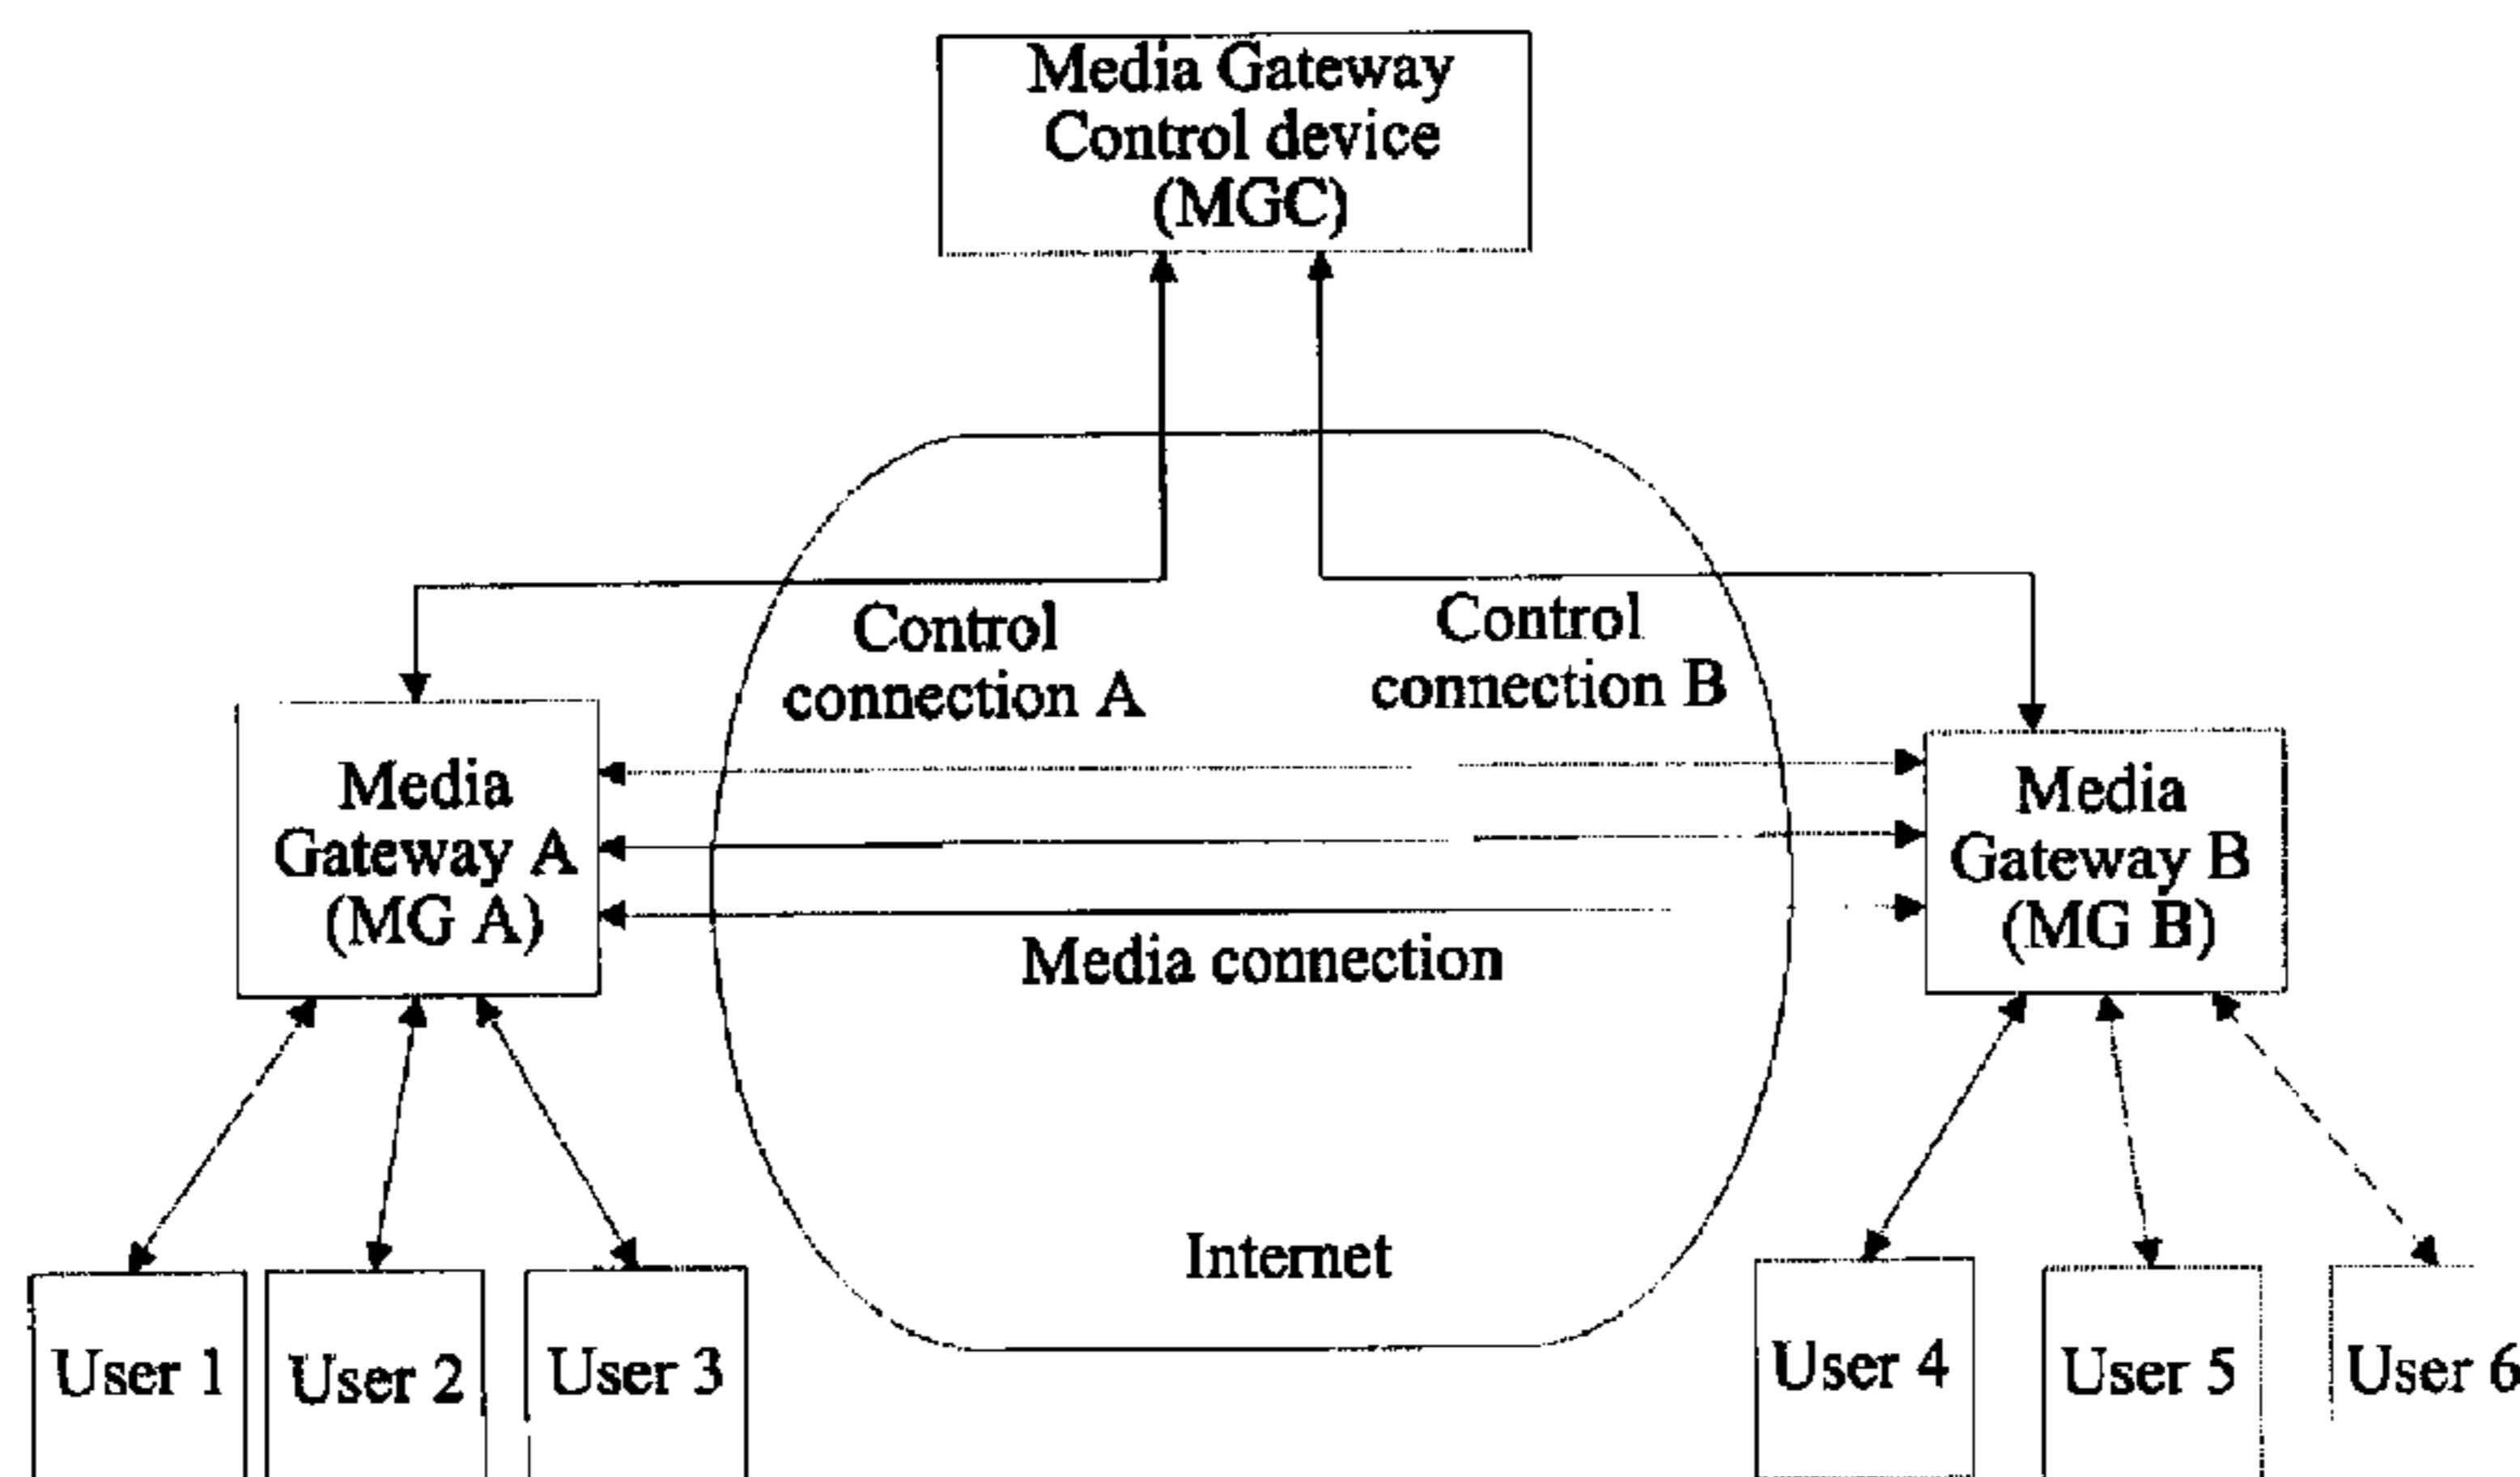 Media Gateway
Control device
(MGC)
Control
connection A
Control
connection B
Media
Gateway A
(MG A)
Media
Gateway B
(MG B)
Media connection
Internet
User 1
User 2
User 3
User 4
User 5
User 6